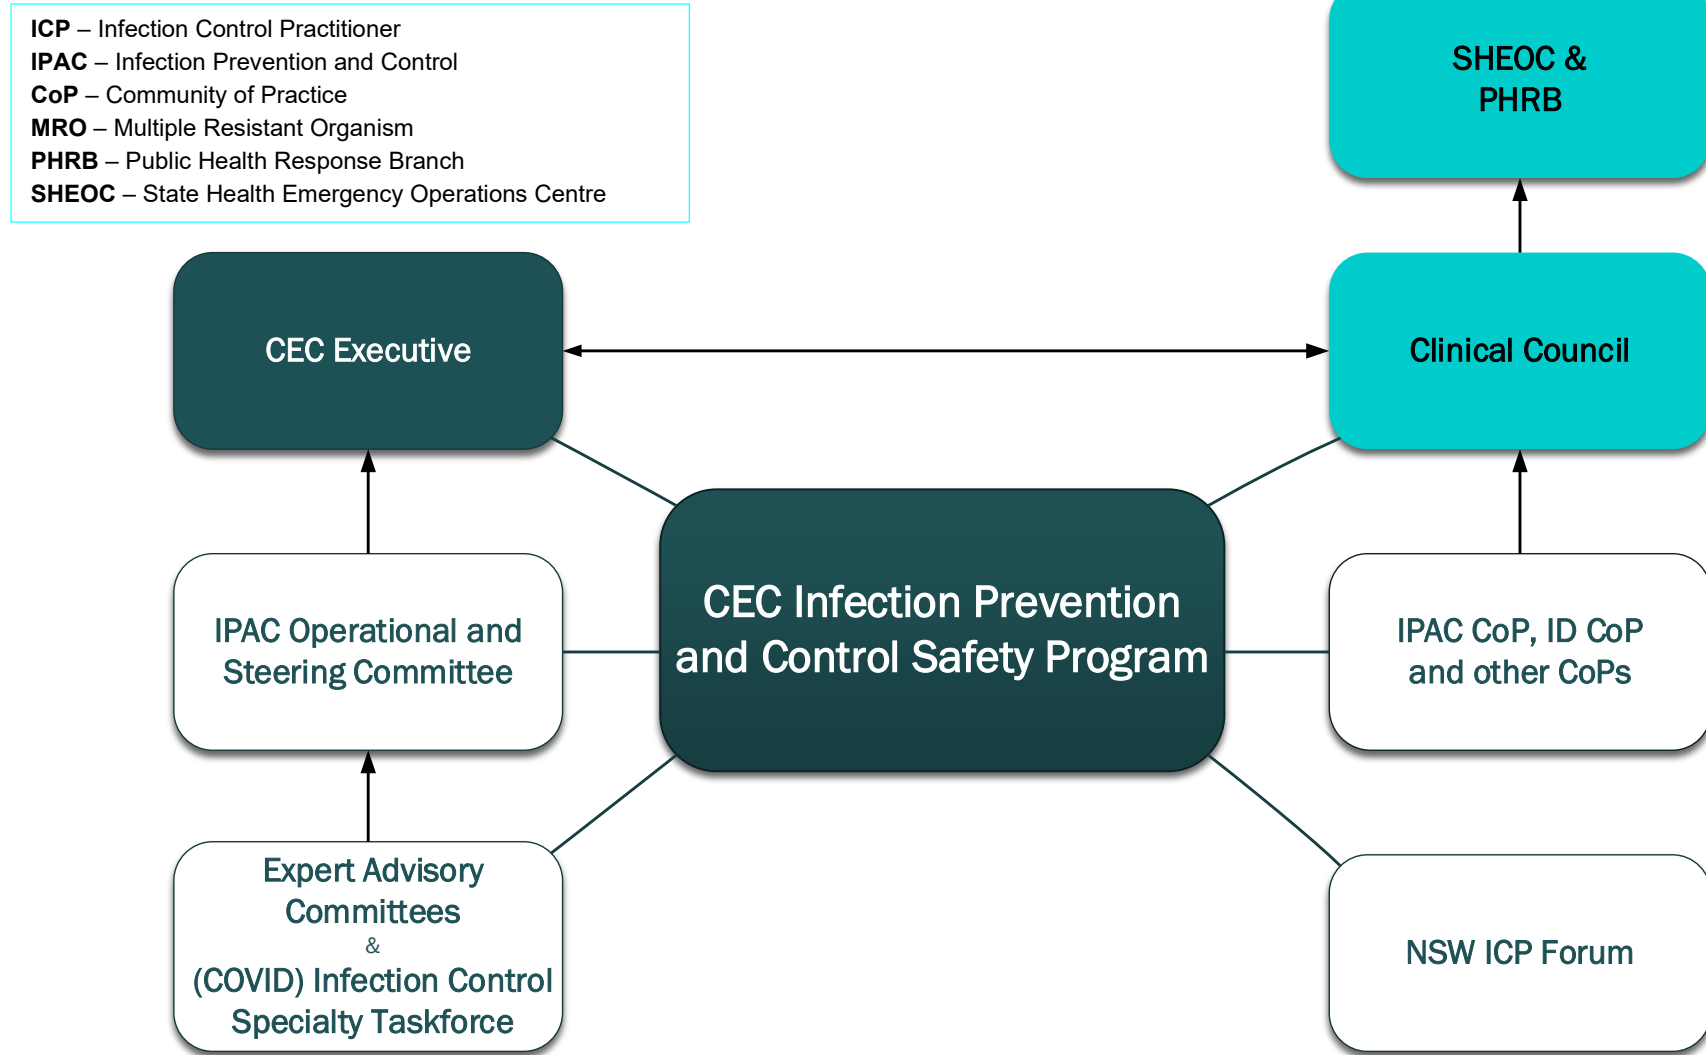 ICP – Infection Control Practitioner
IPAC – Infection Prevention and Control
CoP – Community of Practice
MRO – Multiple Resistant Organism
PHRB – Public Health Response Branch
SHEOC – State Health Emergency Operations Centre
SHEOC &
PHRB
CEC Executive
Clinical Council
CEC Infection Prevention
and Control Safety Program
IPAC Operational and
Steering Committee
IPAC CoP, ID CoP
and other CoPs
Expert Advisory
Committees
&
(COVID) Infection Control
Specialty Taskforce
NSW ICP Forum